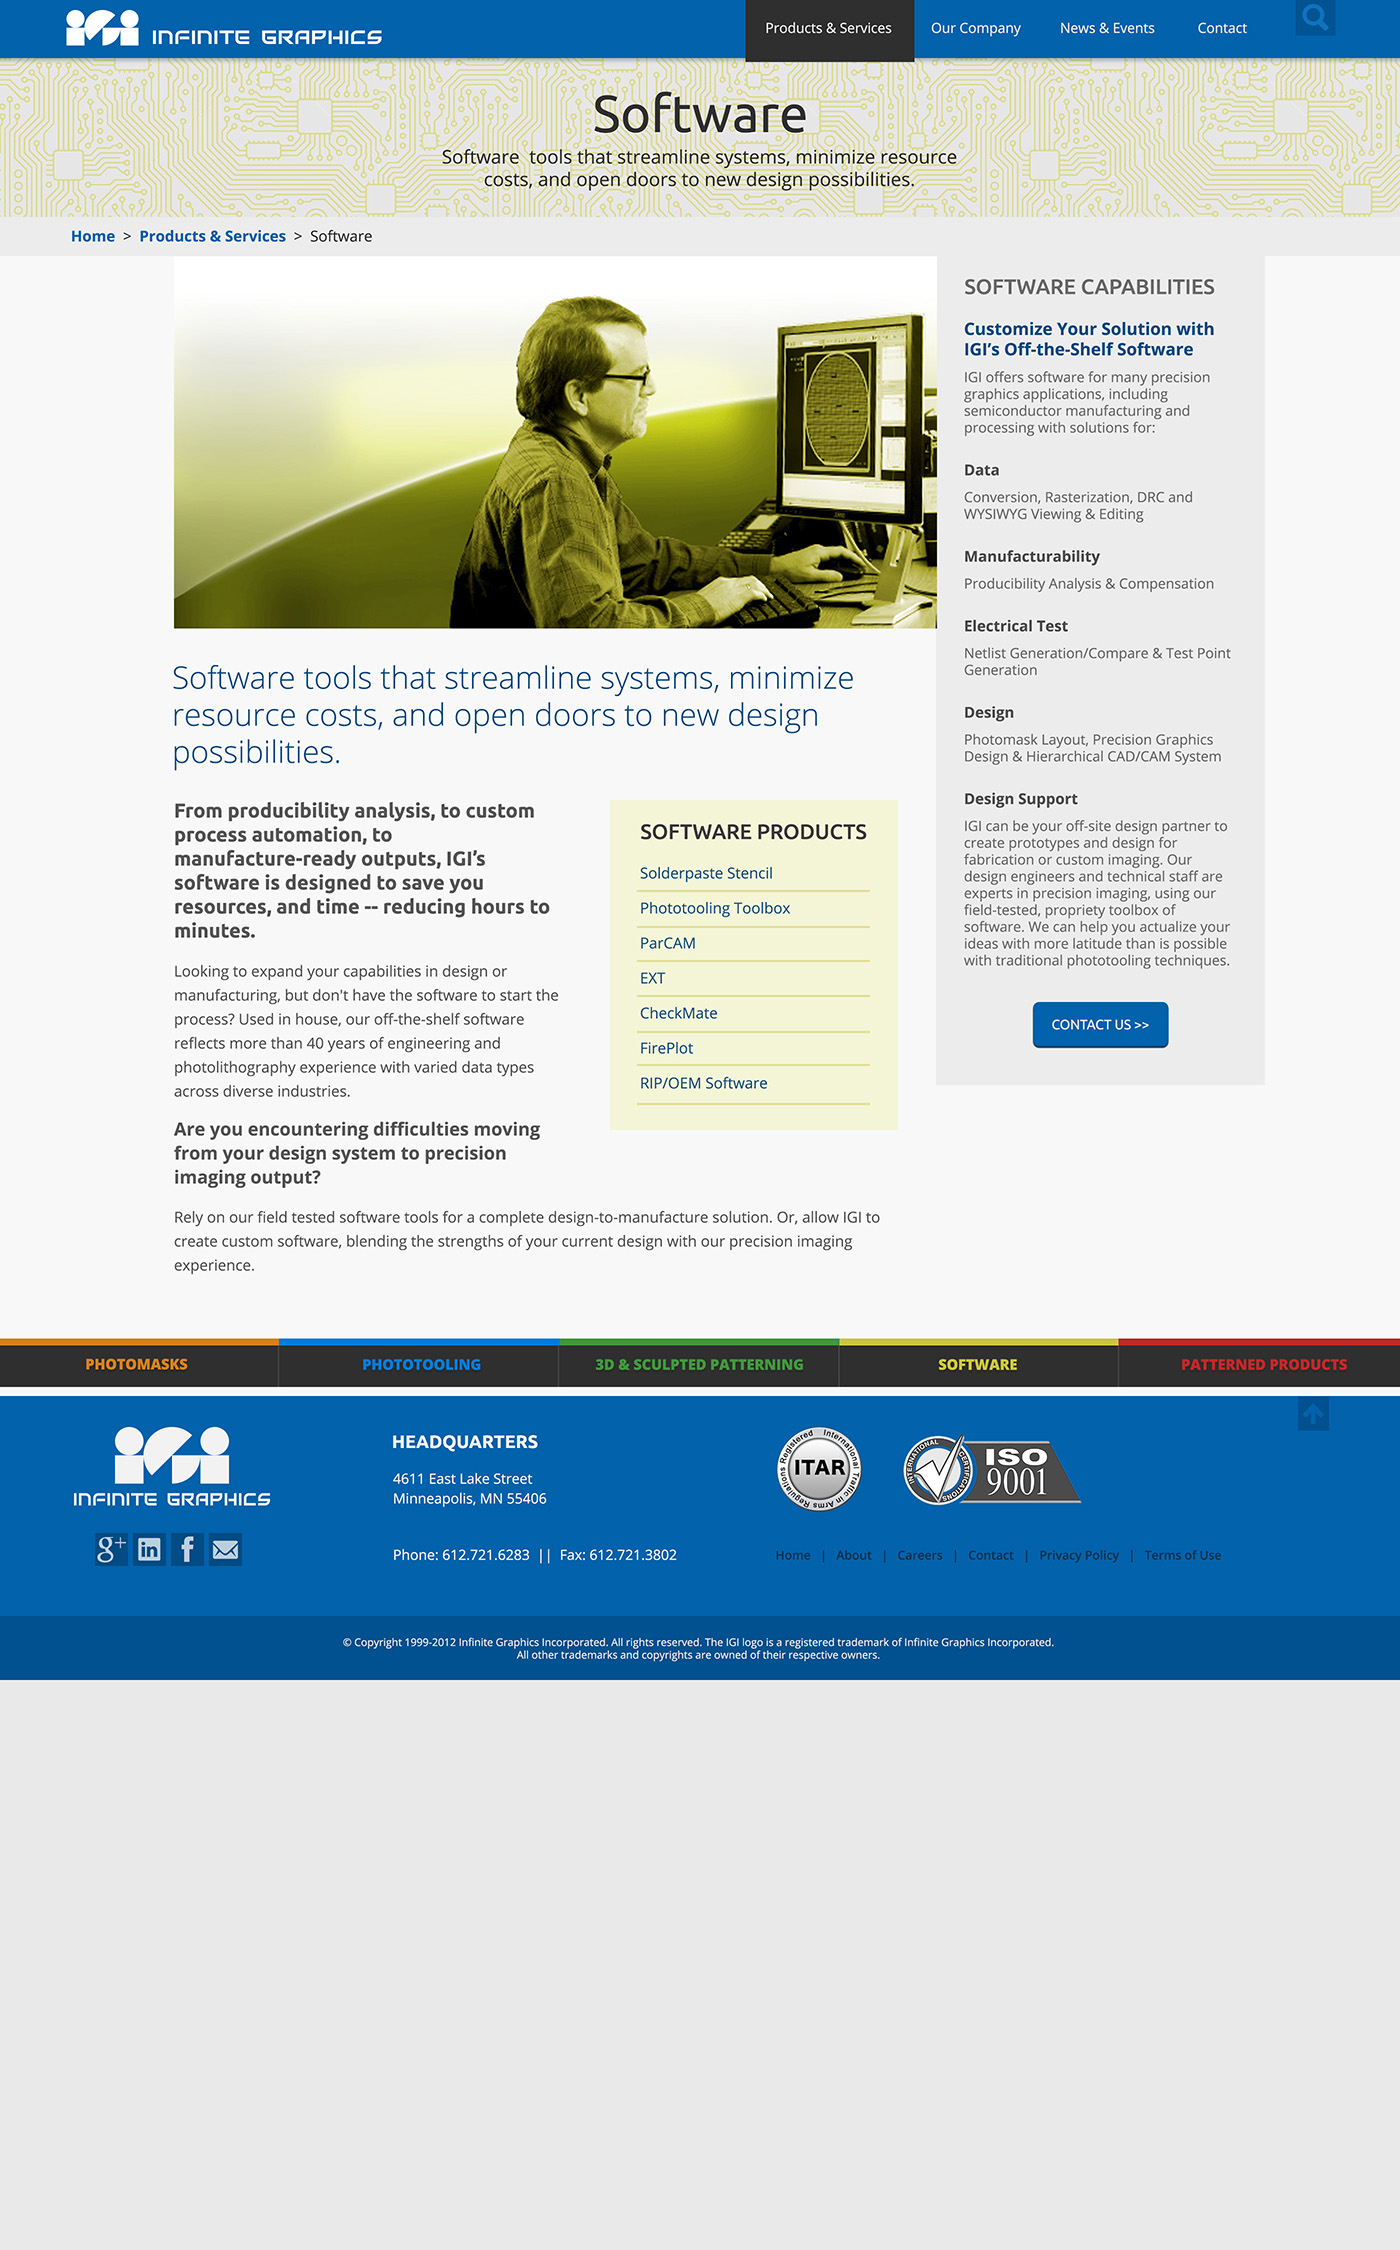 INFINITE GRAPHICS
Products & Services
Our Company
News & Events
Contact
Software
Software tools that streamline systems, minimize resource
costs, and open doors to new design possibilities.
Home > Products & Services > Software
Software tools that streamline systems, minimize
resource costs, and open doors to new design
possibilities.
From producibility analysis, to custom
process automation, to
manufacture-ready outputs, IGI’s
software is designed to save you
resources, and time -- reducing hours to
minutes.
Looking to expand your capabilities in design or
manufacturing, but don't have the software to start the
process? Used in house, our off-the-shelf software
reflects more than 40 years of engineering and
photolithography experience with varied data types
across diverse industries.
Are you encountering difficulties moving
from your design system to precision
imaging output?
Rely on our field tested software tools for a complete design-to-manufacture solution. Or, allow IGI to
create custom software, blending the strengths of your current design with our precision imaging
experience.
SOFTWARE PRODUCTS
Solderpaste Stencil
Phototooling Toolbox
ParCAM
EXT
CheckMate
FirePlot
RIP/OEM Software
SOFTWARE CAPABILITIES
Customize Your Solution with
IGI’s Off-the-Shelf Software
IGI offers software for many precision
graphics applications, including
semiconductor manufacturing and
processing with solutions for:
Data
Conversion, Rasterization, DRC and
WYSIWYG Viewing & Editing
Manufacturability
Producibility Analysis & Compensation
Electrical Test
Netlist Generation/Compare & Test Point
Generation
Design
Photomask Layout, Precision Graphics
Design & Hierarchical CAD/CAM System
Design Support
IGI can be your off-site design partner to
create prototypes and design for
fabrication or custom imaging. Our
design engineers and technical staff are
experts in precision imaging, using our
field-tested, propriety toolbox of
software. We can help you actualize your
ideas with more latitude than is possible
with traditional phototooling techniques.
CONTACT US >>
PHOTOMASKS
PHOTOTOOLING
3D & SCULPTED PATTERNING
SOFTWARE
PATTERNED PRODUCTS
iGi
INFINITE GRAPHICS
g+ in f
HEADQUARTERS
4611 East Lake Street
Minneapolis, MN 55406
Phone: 612.721.6283 || Fax: 612.721.3802
Registered International Traffic in Arms Regulations
ITAR
INTERNATIONAL CERTIFICATIONS
ISO
9001
Home | About | Careers | Contact | Privacy Policy | Terms of Use
© Copyright 1999-2012 Infinite Graphics Incorporated. All rights reserved. The IGI logo is a registered trademark of Infinite Graphics Incorporated.
All other trademarks and copyrights are owned of their respective owners.